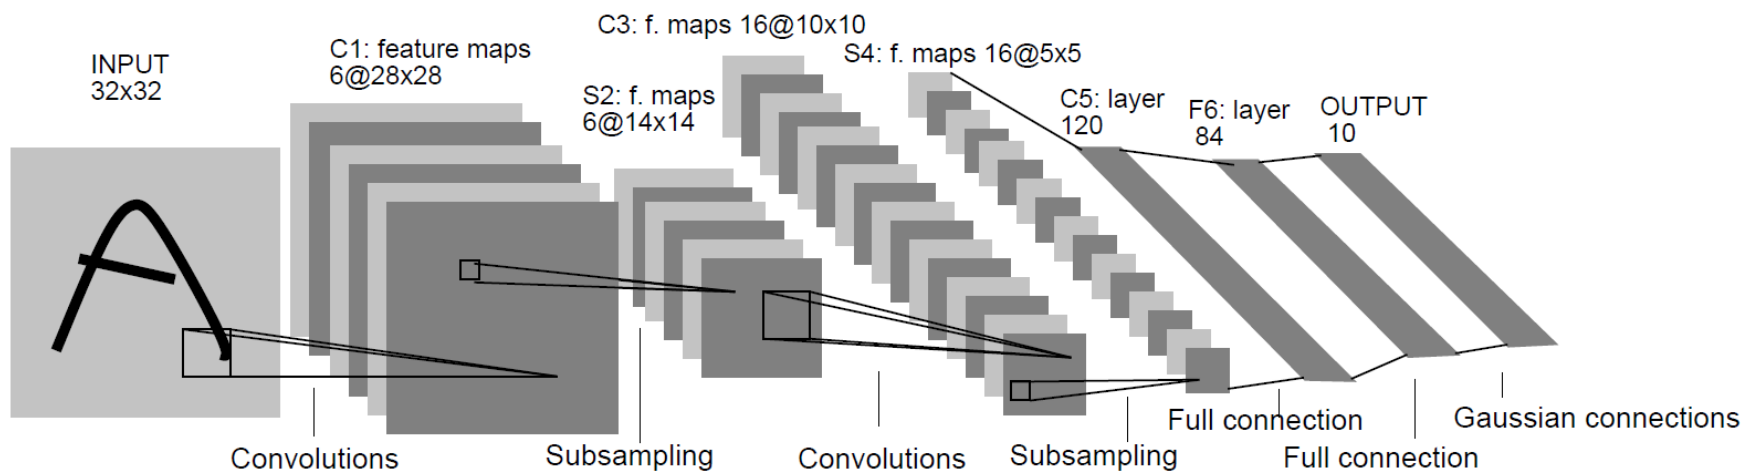 INPUT
32x32
C1: feature maps
6@28x28
S2: f. maps
6@14x14
C3: f. maps 16@10x10
S4: f. maps 16@5x5
C5: layer
120
F6: layer
84
OUTPUT
10
Convolutions
Subsampling
Convolutions
Subsampling
Full connection
Full connection
Gaussian connections